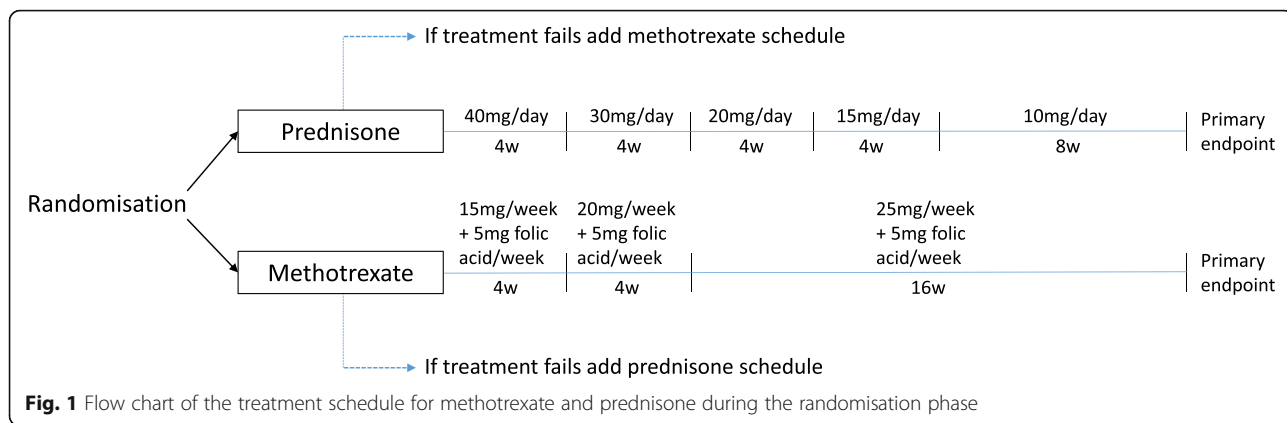 If treatment fails add methotrexate schedule
Prednisone
40mg/day
4w
30mg/day
4w
20mg/day
4w
15mg/day
4w
10mg/day
8w
Primary
endpoint
Randomisation
Methotrexate
15mg/week
+ 5mg folic
acid/week
4w
20mg/week
+ 5mg folic
acid/week
4w
25mg/week
+ 5mg folic
acid/week
16w
Primary
endpoint
If treatment fails add prednisone schedule
Fig. 1 Flow chart of the treatment schedule for methotrexate and prednisone during the randomisation phase